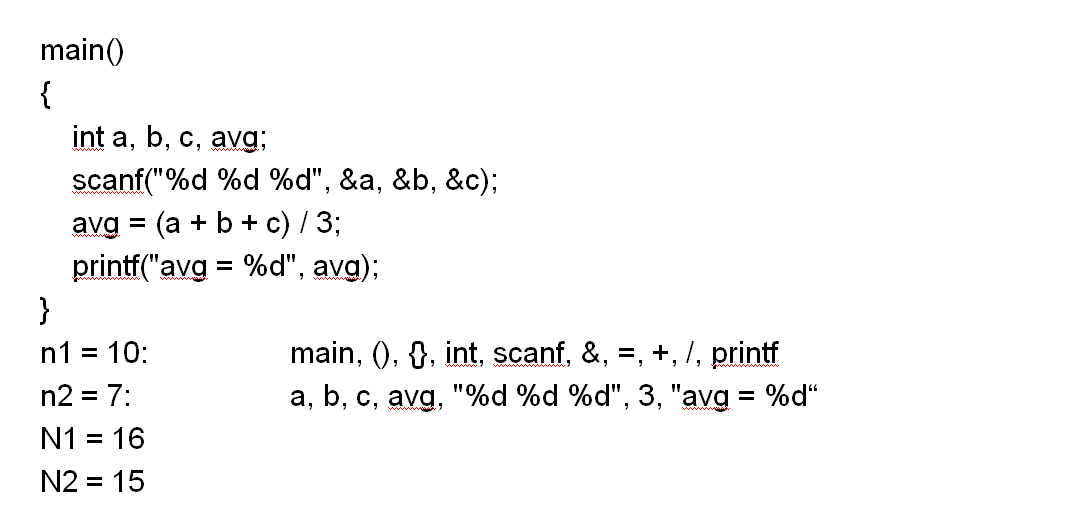 main()
{
int a, b, c, avg;
scanf("%d %d %d", &a, &b, &c);
avg = (a + b + c) / 3;
printf("avg = %d", avg);
}
n1 = 10: main, (), {}, int, scanf, &, =, +, /, printf
n2 = 7: a, b, c, avg, "%d %d %d", 3, "avg = %d“
N1 = 16
N2 = 15